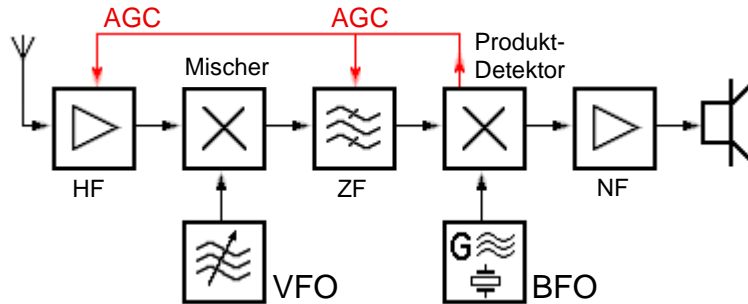 AGC
AGC
Produkt-
Detektor
Mischer
HF
ZF
NF
VFO
G
BFO